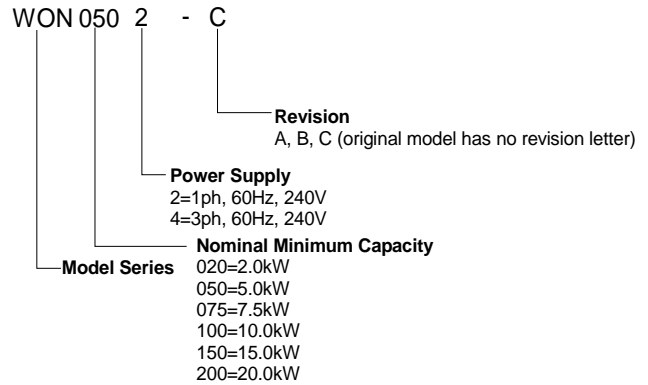 WON 050 2 - C
Revision
A, B, C (original model has no revision letter)
Power Supply
2=1ph, 60Hz, 240V
4=3ph, 60Hz, 240V
Nominal Minimum Capacity
Model Series
020=2.0kW
050=5.0kW
075=7.5kW
100=10.0kW
150=15.0kW
200=20.0kW